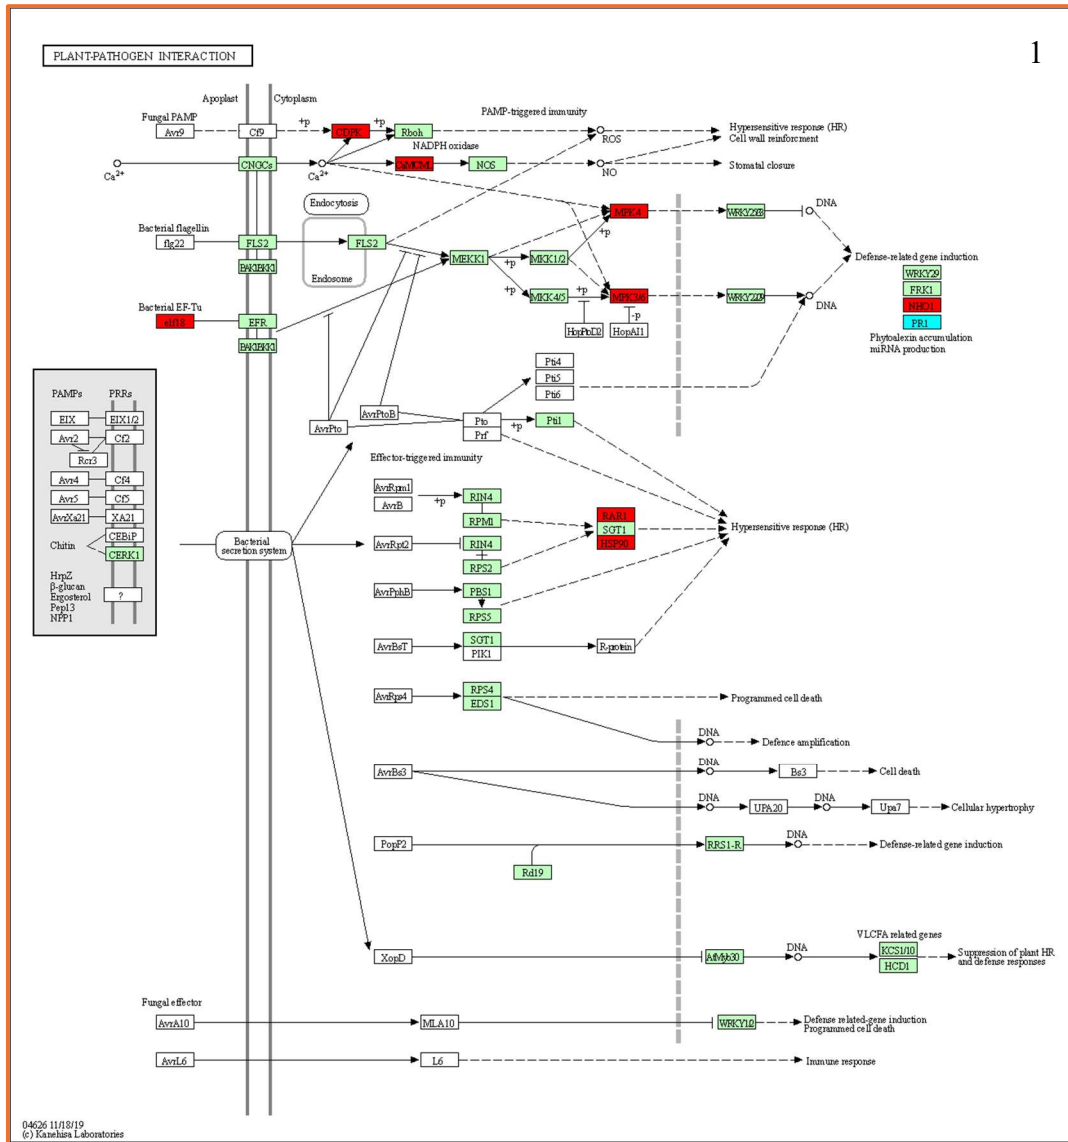 1
PLANT-PATHOGEN INTERACTION
Apoplast Cytoplasm
Fungal PAMP
PAMP-triggered immunity
Avr9 Cf9 +p CDPK +p Rboh ROS
Hypersensitive response (HR)
Cell wall reinforcment
NADPH oxidase
Ca2+ CNGCs Ca2+ CaMCML NOS NO Stomatal closure
Endocytosis
MPK4 WRKY25/33 DNA
+p
Bacterial flagellin
flg22 FLS2 FLS2
MEKK1 +p MKK1/2
Defense-related gene induction
BAK1/BKK1
Endosome
WRKY29
FRK1
NHO1
PR1
+p MKK4/5 +p MPK3/6 WRKY22/29 DNA
-p
Bacterial EF-Tu
elf18 EFR
HopPtoD2 HopAI1
Phytoalexin accumulation
miRNA production
BAK1/BKK1
Pti4
Pti5
Pti6
PAMPs PRRs
EIX EIX1/2
Avr2 Cf2
Rcr3
Avr4 Cf4
Avr5 Cf5
AvrXa21 XA21
CEBiP
Chitin
CERK1
HrpZ
β-glucan
Ergosterol
Pep13
NPP1
?
AvrPtoB
AvrPto
Pto
Prf
+p Pti1
Effector-triggered immunity
AvrRpm1
AvrB
+p RIN4
RPM1
RAR1
SGT1
HSP90
Hypersensitive response (HR)
Bacterial
secretion system
AvrRpt2 RIN4
RPS2
AvrPphB PBS1
RPS5
AvrBsT SGT1
PIK1
R-protein
AvrRps4 RPS4
EDS1
Programmed cell death
DNA Defence amplification
AvrBs3 DNA Bs3 Cell death
DNA UPA20 DNA Upa7 Cellular hypertrophy
PopP2 RRS1-R DNA Defense-related gene induction
Rd19
VLCFA related genes
XopD AtMyb30 DNA KCS1/10
HCD1
Suppression of plant HR
and defense responses
Fungal effector
AvrA10 MLA10 WRKY1/2
Defense related-gene induction
Programmed cell death
AvrL6 L6 Immune response
04626 11/18/19
(c) Kanehisa Laboratories